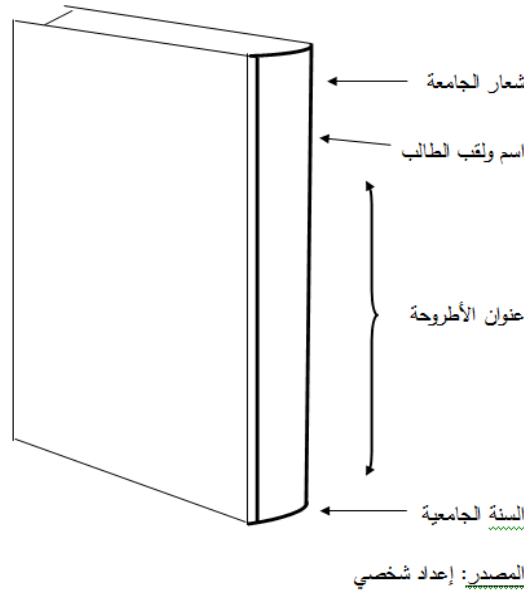 شعار الجامعة
اسم ولقب الطالب
عنوان الأطروحة
السنة الجامعية
المصدر: إعداد شخصي